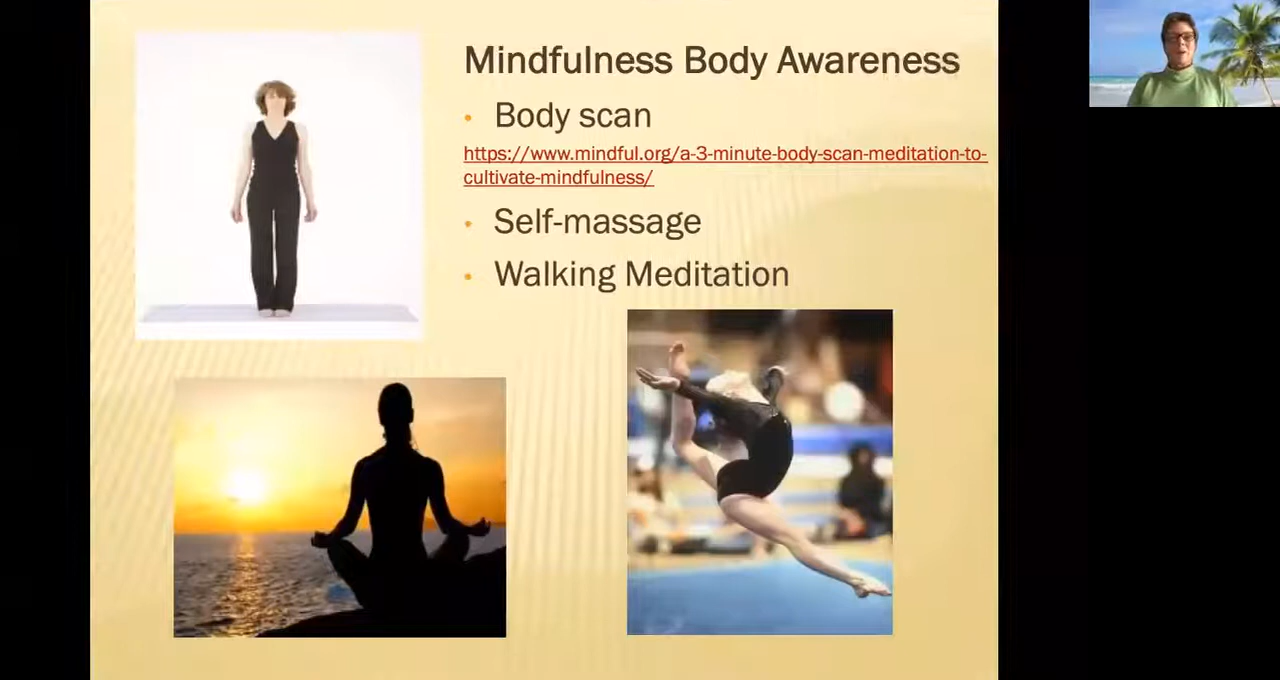 Mindfulness Body Awareness
• Body scan
https://www.mindful.org/a-3-minute-body-scan-meditation-to-
cultivate-mindfulness/
• Self-massage
• Walking Meditation